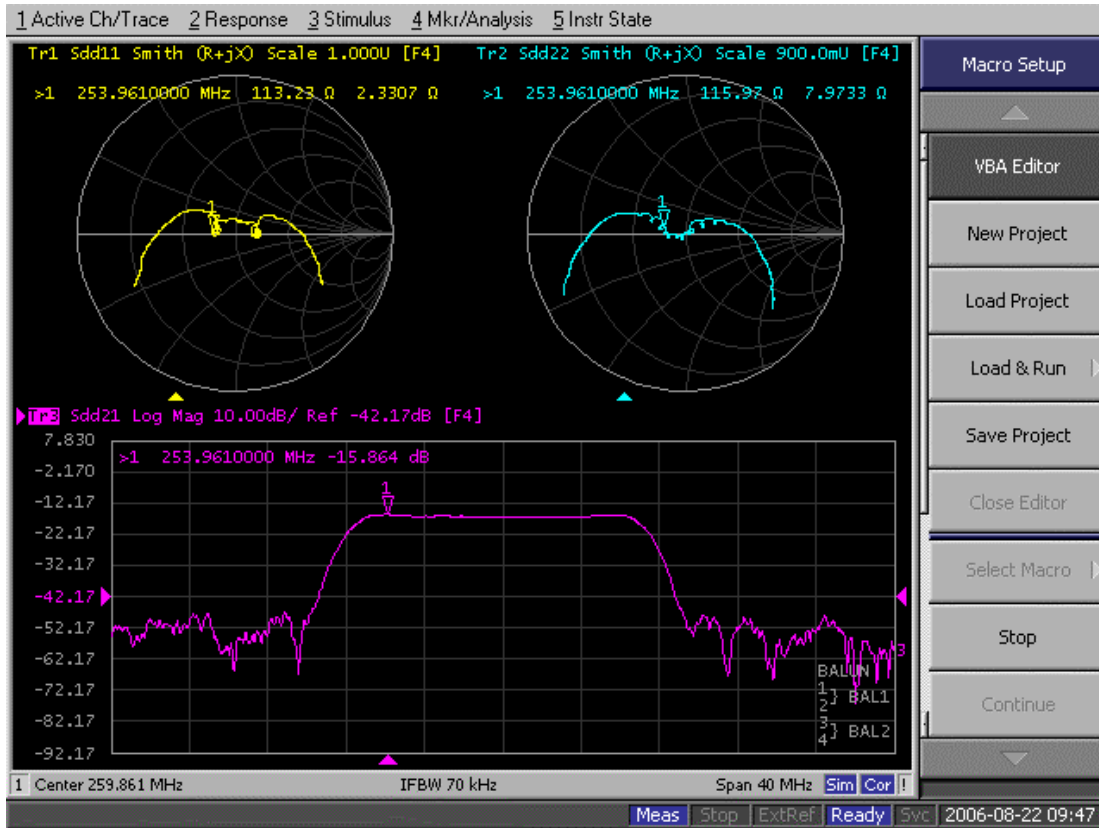 1 Active Ch/Trace 2 Response 3 Stimulus 4 Mkr/Analysis 5 Instr State
Tr1 Sdd11 Smith (R+jX) Scale 1.000U [F4]
>1 253.9610000 MHz 113.23 Ω 2.3307 Ω
1
Tr2 Sdd22 Smith (R+jX) Scale 900.0mU [F4]
>1 253.9610000 MHz 115.97 Ω 7.9733 Ω
1
Tr3 Sdd21 Log Mag 10.00dB/ Ref -42.17dB [F4]
>1 253.9610000 MHz -15.864 dB
1
7.830
-2.170
-12.17
-22.17
-32.17
-42.17
-52.17
-62.17
-72.17
-82.17
-92.17
3
BALUN
1
2} BAL1
3
4} BAL2
1 Center 259.861 MHz IFBW 70 kHz Span 40 MHz Sim Cor !
Macro Setup
VBA Editor
New Project
Load Project
Load & Run
Save Project
Close Editor
Select Macro
Stop
Continue
Meas Stop ExtRef Ready Svc 2006-08-22 09:47